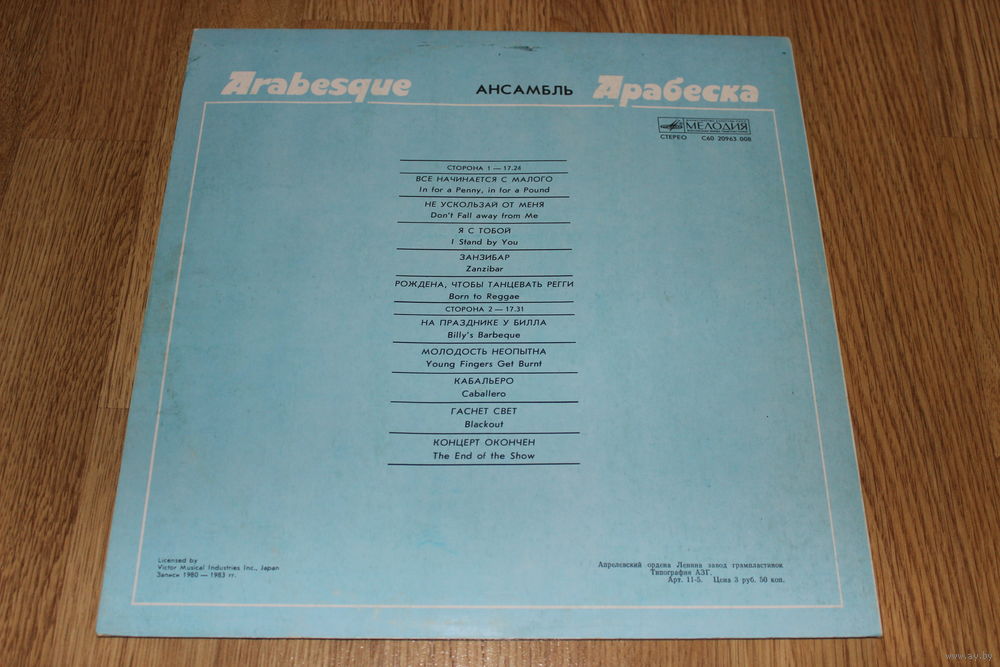 Arabesque АНСАМБЛЬ Арабеска
МЕЛОДИЯ
СТЕРЕО С60 20963 008
СТОРОНА 1 — 17.24
ВСЕ НАЧИНАЕТСЯ С МАЛОГО
In for a Penny, in for a Pound
НЕ УСКОЛЬЗАЙ ОТ МЕНЯ
Don't Fall away from Me
Я С ТОБОЙ
I Stand by You
ЗАНЗИБАР
Zanzibar
РОЖДЕНА, ЧТОБЫ ТАНЦЕВАТЬ РЕГГИ
Born to Reggae
СТОРОНА 2 — 17.31
НА ПРАЗДНИКЕ У БИЛЛА
Billy's Barbeque
МОЛОДОСТЬ НЕОПЫТНА
Young Fingers Get Burnt
КАБАЛЬЕРО
Caballero
ГАСНЕТ СВЕТ
Blackout
КОНЦЕРТ ОКОНЧЕН
The End of the Show
Licensed by
Victor Musical Industries Inc., Japan
Записи 1980 — 1983 гг.
Апрелевский ордена Ленина завод грампластинок
Типография АЗГ.
Арт. 11-5. Цена 3 руб. 50 коп.
www.ay.by